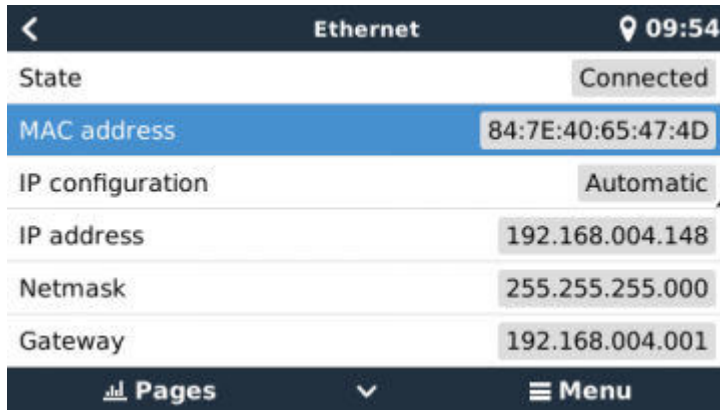 Ethernet 09:54
State Connected
MAC address 84:7E:40:65:47:4D
IP configuration Automatic
IP address 192.168.004.148
Netmask 255.255.255.000
Gateway 192.168.004.001
Pages Menu